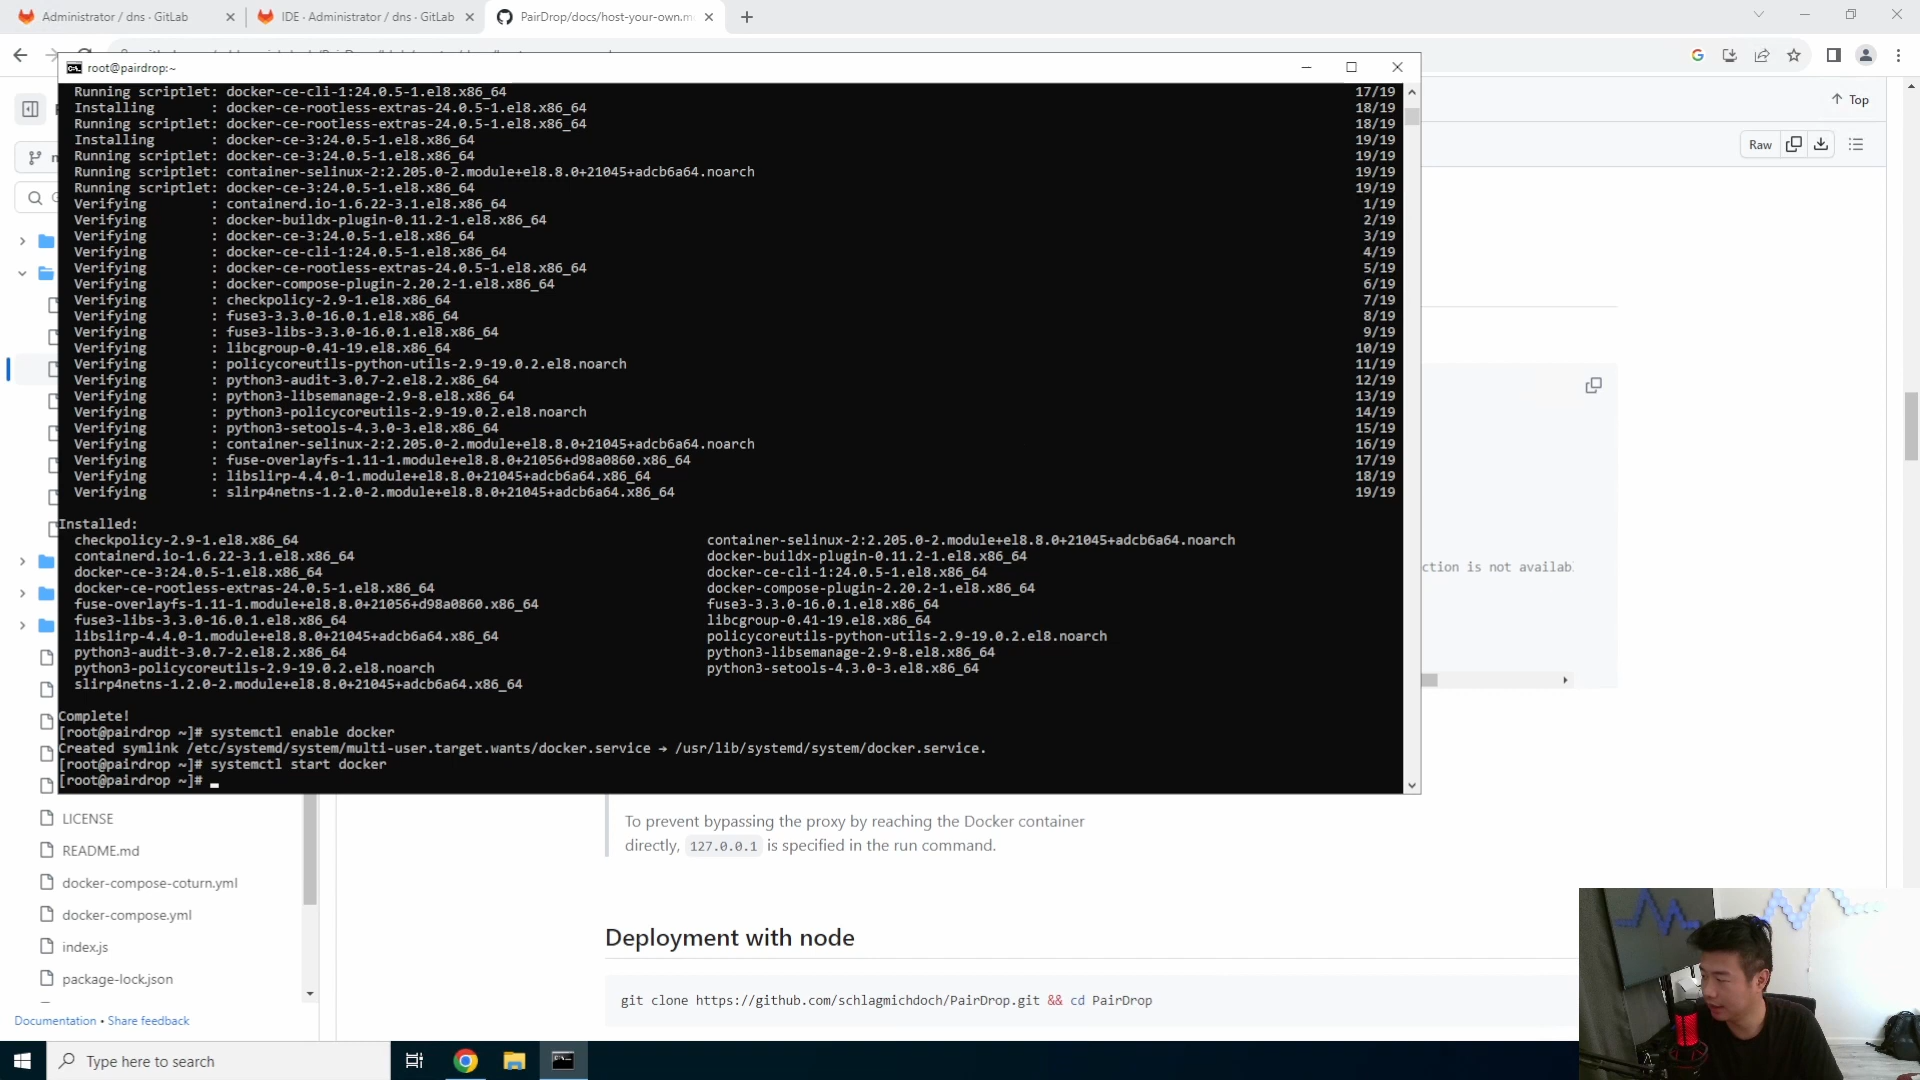 Administrator / dns · GitLab
IDE · Administrator / dns · GitLab
PairDrop/docs/host-your-own.m
root@pairdrop:~
Running scriptlet: docker-ce-cli-1:24.0.5-1.el8.x86_64 17/19
Installing : docker-ce-rootless-extras-24.0.5-1.el8.x86_64 18/19
Running scriptlet: docker-ce-rootless-extras-24.0.5-1.el8.x86_64 18/19
Installing : docker-ce-3:24.0.5-1.el8.x86_64 19/19
Running scriptlet: docker-ce-3:24.0.5-1.el8.x86_64 19/19
Running scriptlet: container-selinux-2:2.205.0-2.module+el8.8.0+21045+adcb6a64.noarch 19/19
Running scriptlet: docker-ce-3:24.0.5-1.el8.x86_64 19/19
Verifying : containerd.io-1.6.22-3.1.el8.x86_64 1/19
Verifying : docker-buildx-plugin-0.11.2-1.el8.x86_64 2/19
Verifying : docker-ce-3:24.0.5-1.el8.x86_64 3/19
Verifying : docker-ce-cli-1:24.0.5-1.el8.x86_64 4/19
Verifying : docker-ce-rootless-extras-24.0.5-1.el8.x86_64 5/19
Verifying : docker-compose-plugin-2.20.2-1.el8.x86_64 6/19
Verifying : checkpolicy-2.9-1.el8.x86_64 7/19
Verifying : fuse3-3.3.0-16.0.1.el8.x86_64 8/19
Verifying : fuse3-libs-3.3.0-16.0.1.el8.x86_64 9/19
Verifying : libcgroup-0.41-19.el8.x86_64 10/19
Verifying : policycoreutils-python-utils-2.9-19.0.2.el8.noarch 11/19
Verifying : python3-audit-3.0.7-2.el8.2.x86_64 12/19
Verifying : python3-libsemanage-2.9-8.el8.x86_64 13/19
Verifying : python3-policycoreutils-2.9-19.0.2.el8.noarch 14/19
Verifying : python3-setools-4.3.0-3.el8.x86_64 15/19
Verifying : container-selinux-2:2.205.0-2.module+el8.8.0+21045+adcb6a64.noarch 16/19
Verifying : fuse-overlayfs-1.11-1.module+el8.8.0+21056+d98a0860.x86_64 17/19
Verifying : libslirp-4.4.0-1.module+el8.8.0+21045+adcb6a64.x86_64 18/19
Verifying : slirp4netns-1.2.0-2.module+el8.8.0+21045+adcb6a64.x86_64 19/19
Installed:
checkpolicy-2.9-1.el8.x86_64 container-selinux-2:2.205.0-2.module+el8.8.0+21045+adcb6a64.noarch
containerd.io-1.6.22-3.1.el8.x86_64 docker-buildx-plugin-0.11.2-1.el8.x86_64
docker-ce-3:24.0.5-1.el8.x86_64 docker-ce-cli-1:24.0.5-1.el8.x86_64
docker-ce-rootless-extras-24.0.5-1.el8.x86_64 docker-compose-plugin-2.20.2-1.el8.x86_64
fuse-overlayfs-1.11-1.module+el8.8.0+21056+d98a0860.x86_64 fuse3-3.3.0-16.0.1.el8.x86_64
fuse3-libs-3.3.0-16.0.1.el8.x86_64 libcgroup-0.41-19.el8.x86_64
libslirp-4.4.0-1.module+el8.8.0+21045+adcb6a64.x86_64 policycoreutils-python-utils-2.9-19.0.2.el8.noarch
python3-audit-3.0.7-2.el8.2.x86_64 python3-libsemanage-2.9-8.el8.x86_64
python3-policycoreutils-2.9-19.0.2.el8.noarch python3-setools-4.3.0-3.el8.x86_64
slirp4netns-1.2.0-2.module+el8.8.0+21045+adcb6a64.x86_64
Complete!
[root@pairdrop ~]# systemctl enable docker
Created symlink /etc/systemd/system/multi-user.target.wants/docker.service → /usr/lib/systemd/system/docker.service.
[root@pairdrop ~]# systemctl start docker
[root@pairdrop ~]# _
Top
Raw
ction is not availab
To prevent bypassing the proxy by reaching the Docker container
directly, 127.0.0.1 is specified in the run command.
Deployment with node
git clone https://github.com/schlagmichdoch/PairDrop.git && cd PairDrop
LICENSE
README.md
docker-compose-coturn.yml
docker-compose.yml
index.js
package-lock.json
Documentation • Share feedback
Type here to search